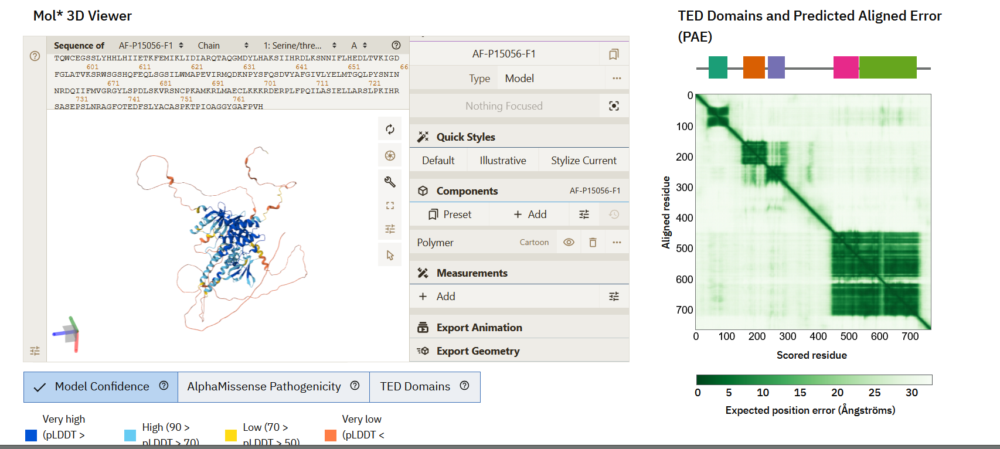 Mol* 3D Viewer
Sequence of AF-P15056-F1 Chain 1: Serine/thre... A
TQWCEGSSLYHHLHIIETKFEMIKLIDIARQTAQGMDYLHAKSIIHRDLKSNNIFLHEDLTVKIGD
601 611 621 631 641 651 66
FGLATVKSRWSGSHQFEQLSGSILWMAPEVIRMQDKNPYSFQSDVYAFGIVLYELMTGQLPYSNIN
671 681 691 701 711 721
NRDQIIFMVGRGYLSPDLSKVRSNCPKAMKRLMAECLKKKRDERPLFPQILASIELLARSLPKIHR
731 741 751 761
SASEPSLNRAGFQTEDFSLYACASPKTPIQAGGYGAFPVH
AF-P15056-F1
Type Model
Nothing Focused
Quick Styles
Default Illustrative Stylize Current
Components AF-P15056-F1
Preset Add
Polymer Cartoon
Measurements
Add
Export Animation
Export Geometry
Model Confidence AlphaMissense Pathogenicity TED Domains
Very high
(pLDDT >
High (90 >
pLDDT > 70)
Low (70 >
pLDDT > 50)
Very low
(pLDDT <
TED Domains and Predicted Aligned Error
(PAE)
Aligned residue
0
100
200
300
400
500
600
700
0 100 200 300 400 500 600 700
Scored residue
0 5 10 15 20 25 30
Expected position error (Ångströms)